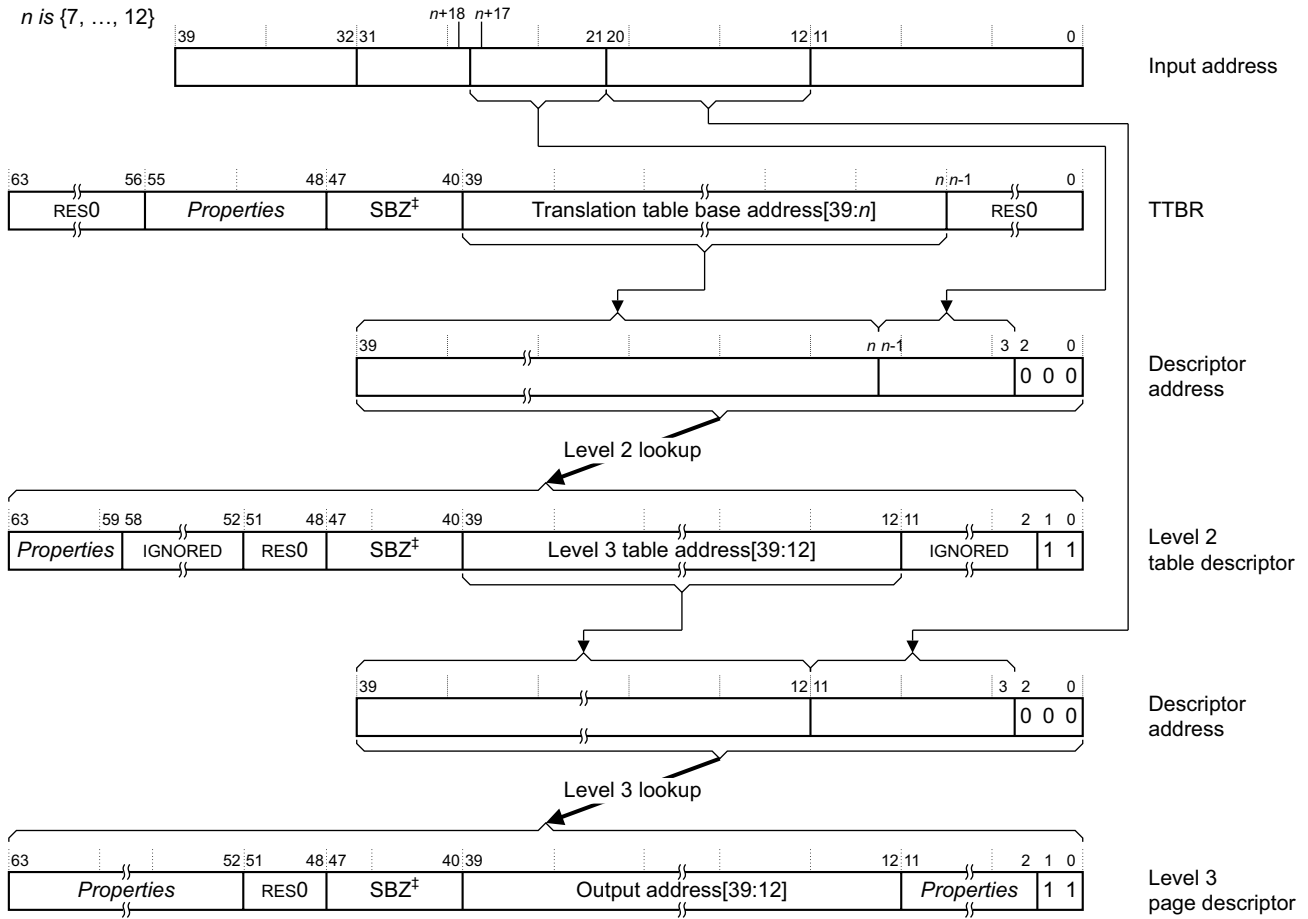 n is {7, …, 12}
n+18 n+17
39 32 31 21 20 12 11 0
Input address
63 56 55 48 47 40 39 n n-1 0
RES0 Properties SBZ‡ Translation table base address[39:n] RES0
TTBR
39 n n-1 3 2 0
0 0 0
Descriptor
address
Level 2 lookup
63 59 58 52 51 48 47 40 39 12 11 2 1 0
Properties IGNORED RES0 SBZ‡ Level 3 table address[39:12] IGNORED 1 1
Level 2
table descriptor
39 12 11 3 2 0
0 0 0
Descriptor
address
Level 3 lookup
63 52 51 48 47 40 39 12 11 2 1 0
Properties RES0 SBZ‡ Output address[39:12] Properties 1 1
Level 3
page descriptor